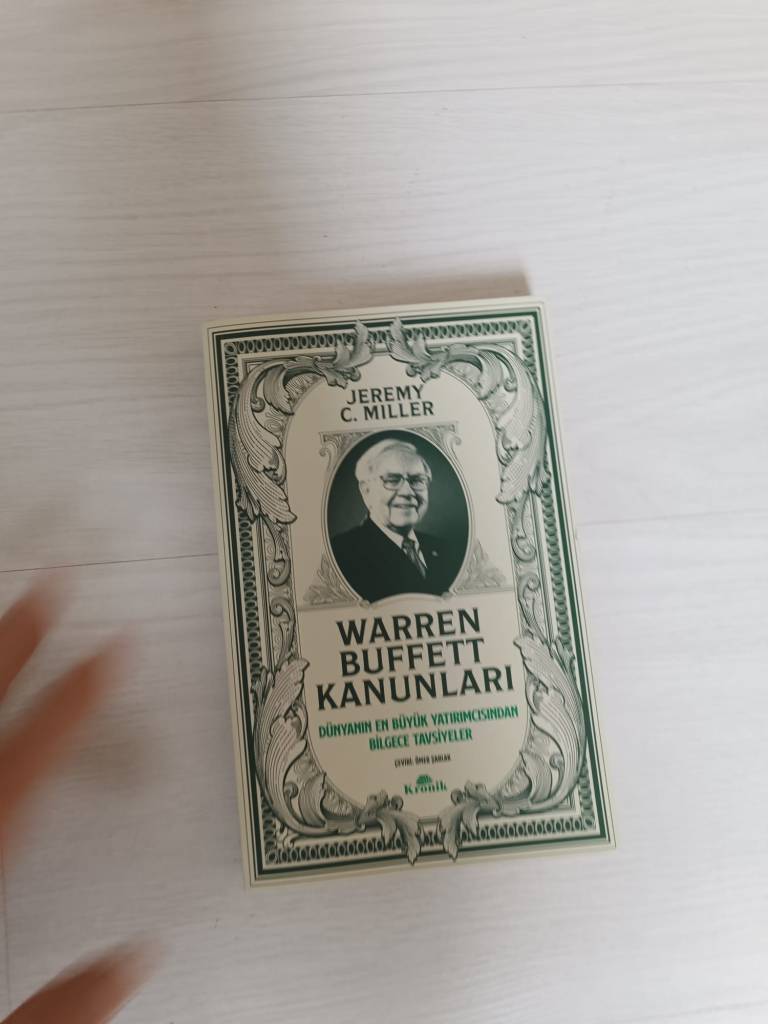 JEREMY
C. MILLER
WARREN
BUFFETT
KANUNLARI
DÜNYANIN EN BÜYÜK YATIRIMCISINDAN
BİLGECE TAVSİYELER
ÇEVİRİ: ÖMER ŞARLAK
Kronik